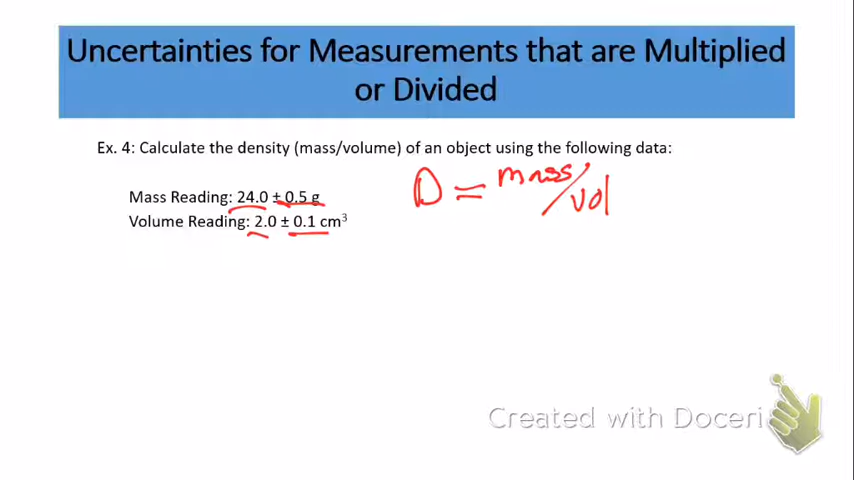 Uncertainties for Measurements that are Multiplied
or Divided
Ex. 4: Calculate the density (mass/volume) of an object using the following data:
Mass Reading: 24.0 ± 0.5 g
Volume Reading: 2.0 ± 0.1 cm³
D = mass/vol
Created with Doceri